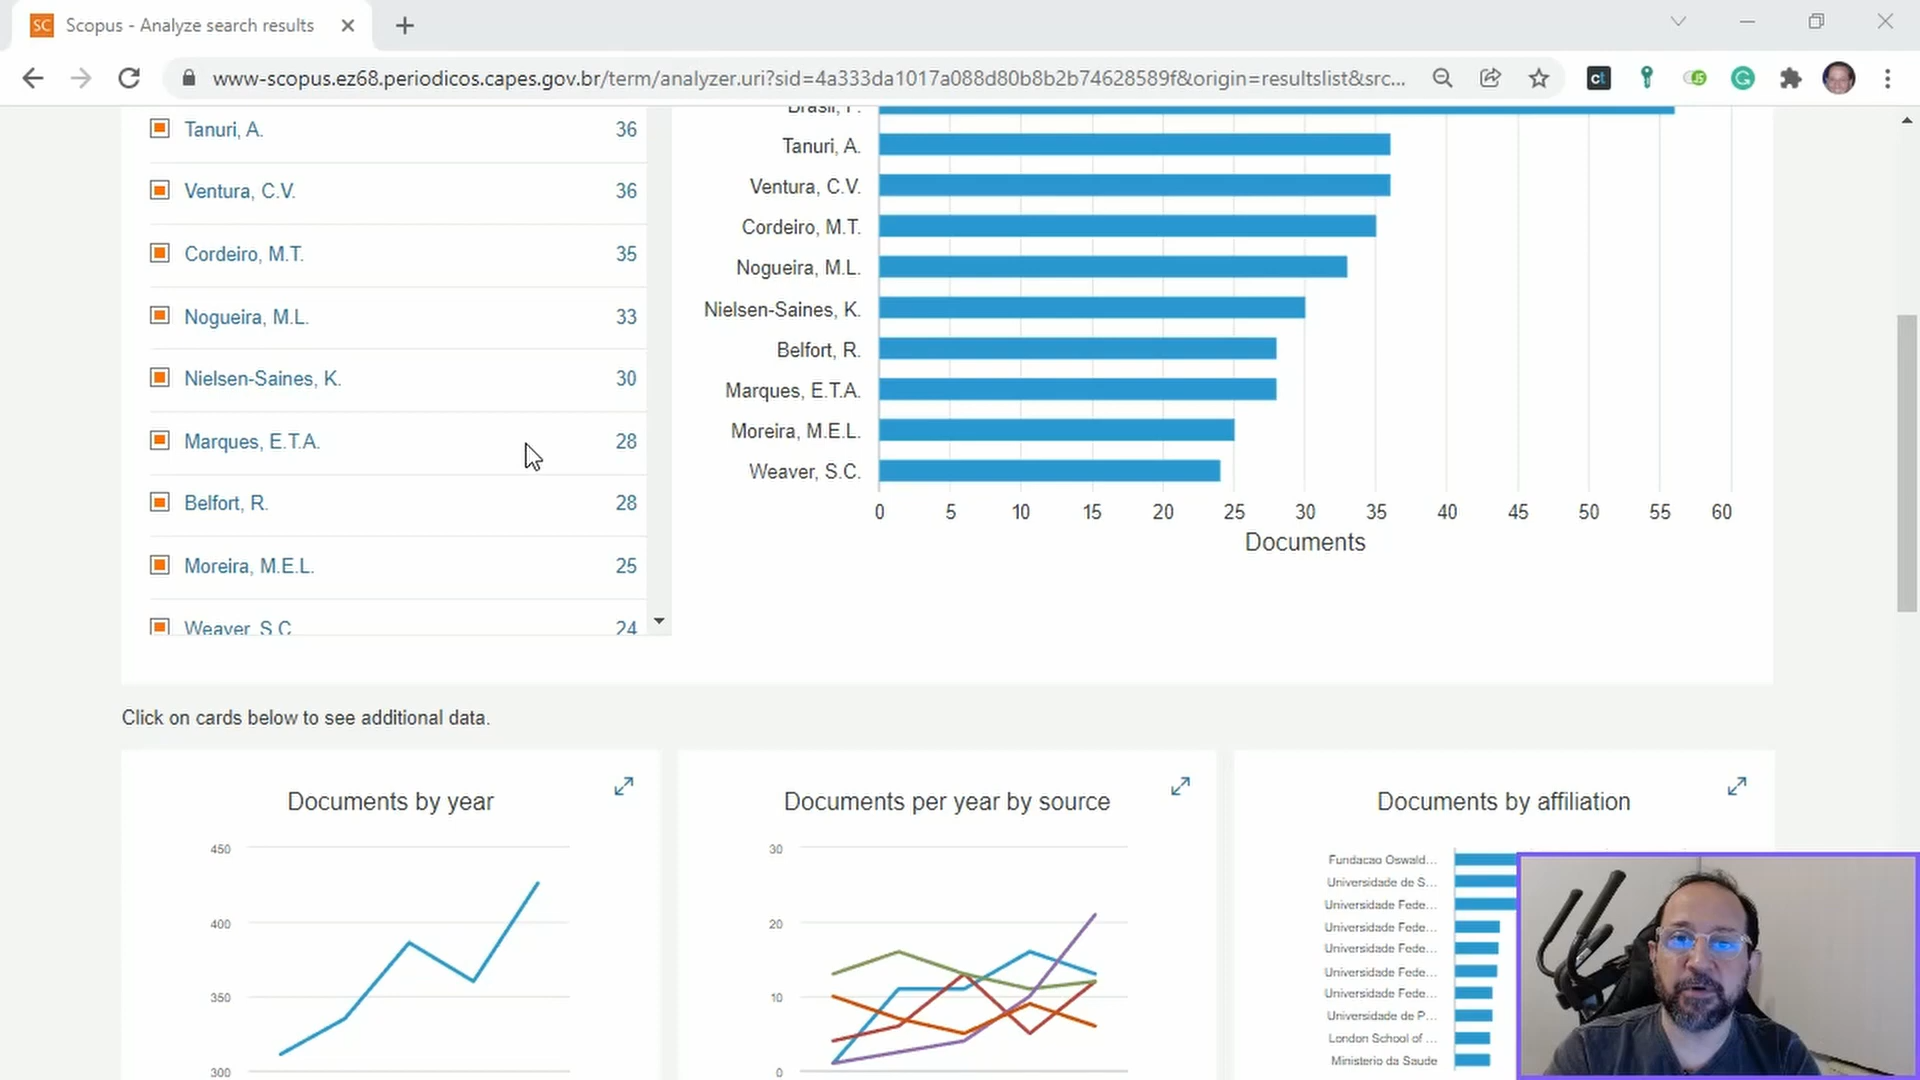 Scopus - Analyze search results
www-scopus.ez68.periodicos.capes.gov.br/term/analyzer.uri?sid=4a333da1017a088d80b8b2b74628589f&origin=resultslist&src...
Tanuri, A. 36
Ventura, C.V. 36
Cordeiro, M.T. 35
Nogueira, M.L. 33
Nielsen-Saines, K. 30
Marques, E.T.A. 28
Belfort, R. 28
Moreira, M.E.L. 25
Weaver, S.C. 24
Brasil, P.
Tanuri, A.
Ventura, C.V.
Cordeiro, M.T.
Nogueira, M.L.
Nielsen-Saines, K.
Belfort, R.
Marques, E.T.A.
Moreira, M.E.L.
Weaver, S.C.
0 5 10 15 20 25 30 35 40 45 50 55 60
Documents
Click on cards below to see additional data.
Documents by year
450
400
350
300
Documents per year by source
30
20
10
0
Documents by affiliation
Fundacao Oswald...
Universidade de S...
Universidade Fede...
Universidade Fede...
Universidade Fede...
Universidade Fede...
Universidade Fede...
Universidade de P...
London School of ...
Ministerio da Saude